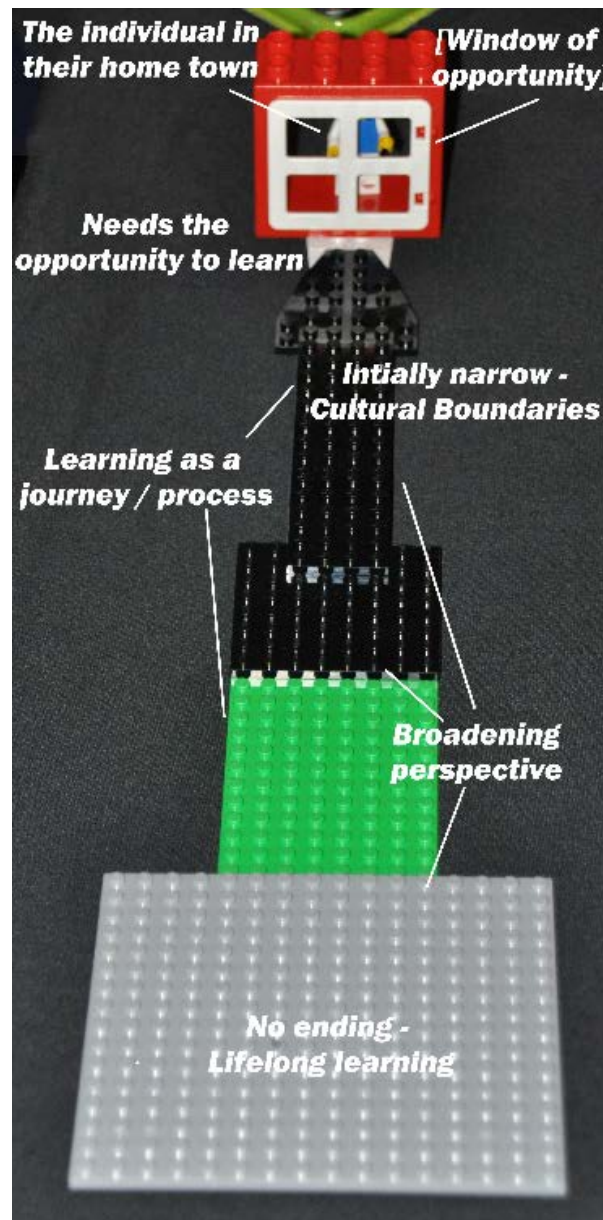 The individual in
their home town
[Window of
opportunity]
Needs the
opportunity to learn
Intially narrow -
Cultural Boundaries
Learning as a
journey / process
Broadening
perspective
No ending -
Lifelong learning